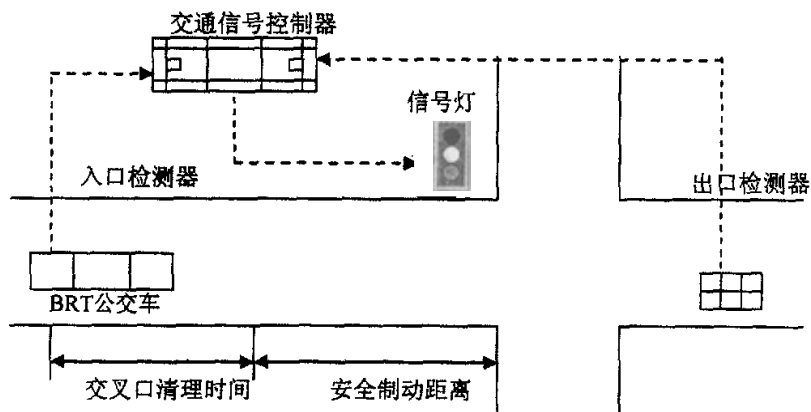 交通信号控制器
信号灯
入口检测器
出口检测器
BRT公交车
交叉口清理时间
安全制动距离